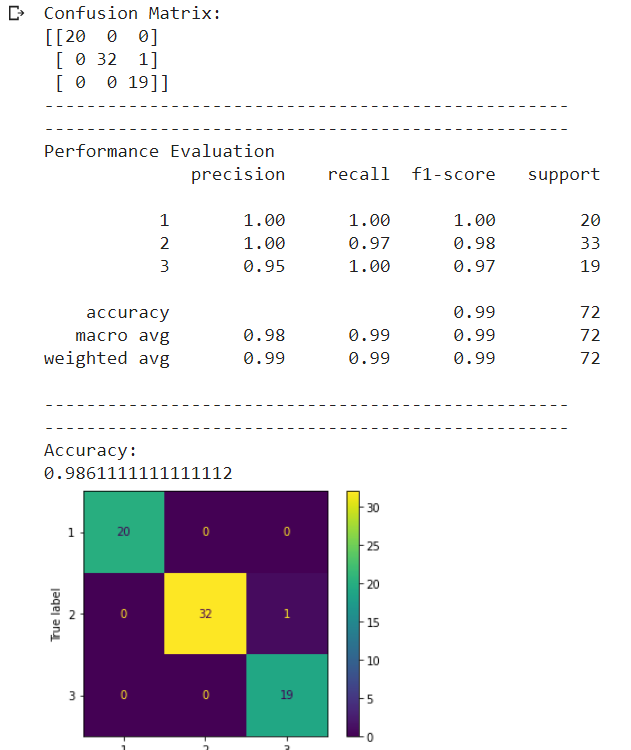 Confusion Matrix:
[[20  0  0]
 [ 0 32  1]
 [ 0  0 19]]
--------------------------------------------------
--------------------------------------------------
Performance Evaluation
              precision    recall  f1-score   support

           1       1.00      1.00      1.00        20
           2       1.00      0.97      0.98        33
           3       0.95      1.00      0.97        19

    accuracy                           0.99        72
   macro avg       0.98      0.99      0.99        72
weighted avg       0.99      0.99      0.99        72

--------------------------------------------------
--------------------------------------------------
Accuracy:
0.9861111111111112
30
1 20 0 0
25
20
True label
2 0 32 1
15
10
3 0 0 19
5
0
1 2 3